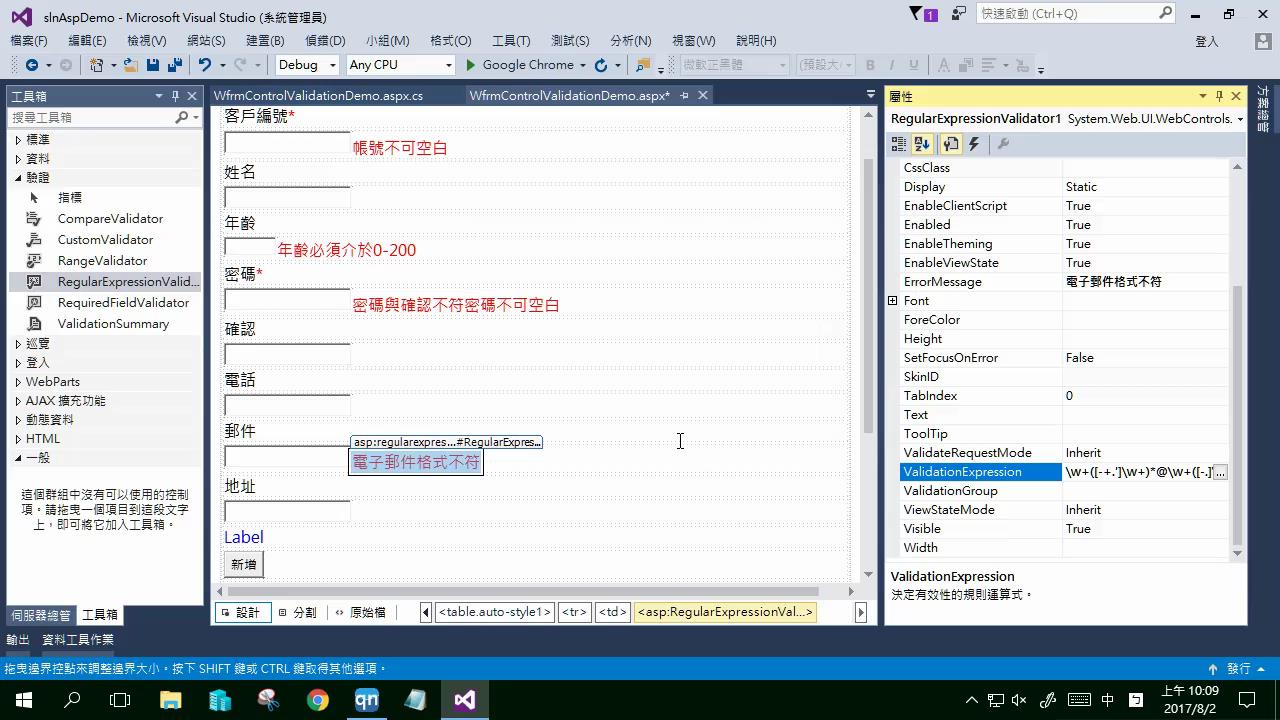 slnAspDemo - Microsoft Visual Studio (系統管理員)
1
快速啟動 (Ctrl+Q)
檔案(F) 編輯(E) 檢視(V) 網站(S) 建置(B) 偵錯(D) 小組(M) 格式(O) 工具(T) 測試(S) 分析(N) 視窗(W) 說明(H)
登入
Debug Any CPU Google Chrome 微軟正黑體 (預設大 B I U A
工具箱
搜尋工具箱
標準
資料
驗證
指標
CompareValidator
CustomValidator
RangeValidator
RegularExpressionValid...
RequiredFieldValidator
ValidationSummary
巡覽
登入
WebParts
AJAX 擴充功能
動態資料
HTML
一般
這個群組中沒有可以使用的控制
項。請拖曳一個項目到這段文字
上，即可將它加入工具箱。
伺服器總管 工具箱
WfrmControlValidationDemo.aspx.cs WfrmControlValidationDemo.aspx*
客戶編號*
帳號不可空白
姓名
年齡
年齡必須介於0-200
密碼*
密碼與確認不符密碼不可空白
確認
電話
郵件
asp:regularexpres...#RegularExpres...
電子郵件格式不符
地址
Label
新增
設計 分割 原始檔 <table.auto-style1> <tr> <td> <asp:RegularExpressionVal...>
屬性
RegularExpressionValidator1 System.Web.UI.WebControls.
CssClass
Display Static
EnableClientScript True
Enabled True
EnableTheming True
EnableViewState True
ErrorMessage 電子郵件格式不符
Font
ForeColor
Height
SetFocusOnError False
SkinID
TabIndex 0
Text
ToolTip
ValidateRequestMode Inherit
ValidationExpression \w+([-+.']\w+)*@\w+([-.] ...
ValidationGroup
ViewStateMode Inherit
Visible True
Width
ValidationExpression
決定有效性的規則運算式。
方案總管
輸出 資料工具作業
拖曳邊界控點來調整邊界大小。按下 SHIFT 鍵或 CTRL 鍵取得其他選項。
發行
qn
中
上午 10:09
2017/8/2